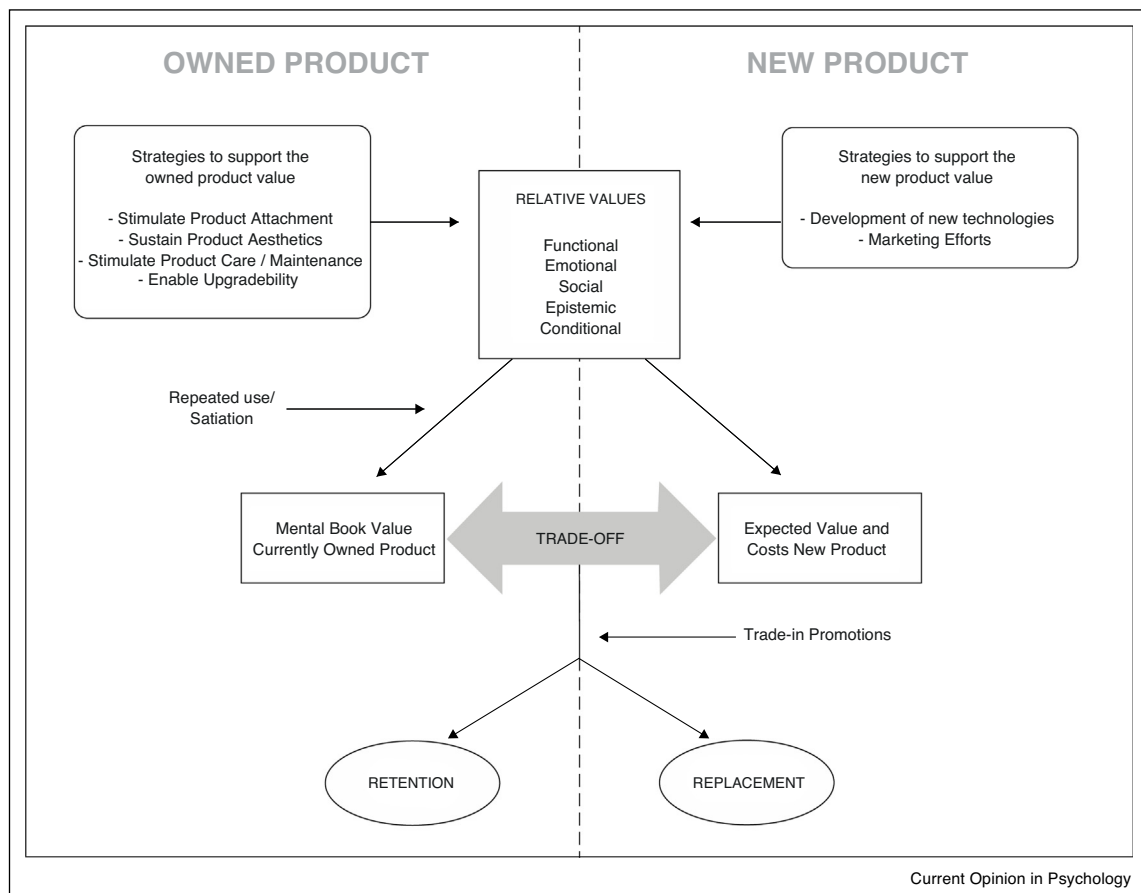 OWNED PRODUCT
NEW PRODUCT
Strategies to support the
owned product value
- Stimulate Product Attachment
- Sustain Product Aesthetics
- Stimulate Product Care / Maintenance
- Enable Upgradebility
RELATIVE VALUES
Functional
Emotional
Social
Epistemic
Conditional
Strategies to support the
new product value
- Development of new technologies
- Marketing Efforts
Repeated use/
Satiation
Mental Book Value
Currently Owned Product
TRADE-OFF
Expected Value and
Costs New Product
Trade-in Promotions
RETENTION
REPLACEMENT
Current Opinion in Psychology